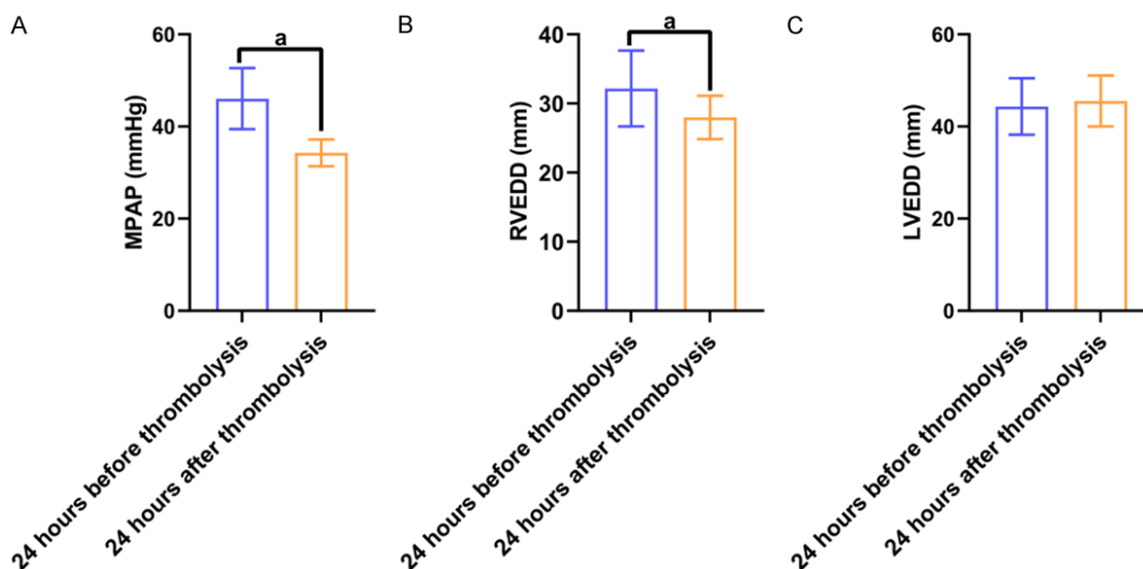 A
MPAP (mmHg)
60
40
20
0
a
24 hours before thrombolysis
24 hours after thrombolysis
B
RVEDD (mm)
40
30
20
10
0
a
24 hours before thrombolysis
24 hours after thrombolysis
C
LVEDD (mm)
60
40
20
0
24 hours before thrombolysis
24 hours after thrombolysis